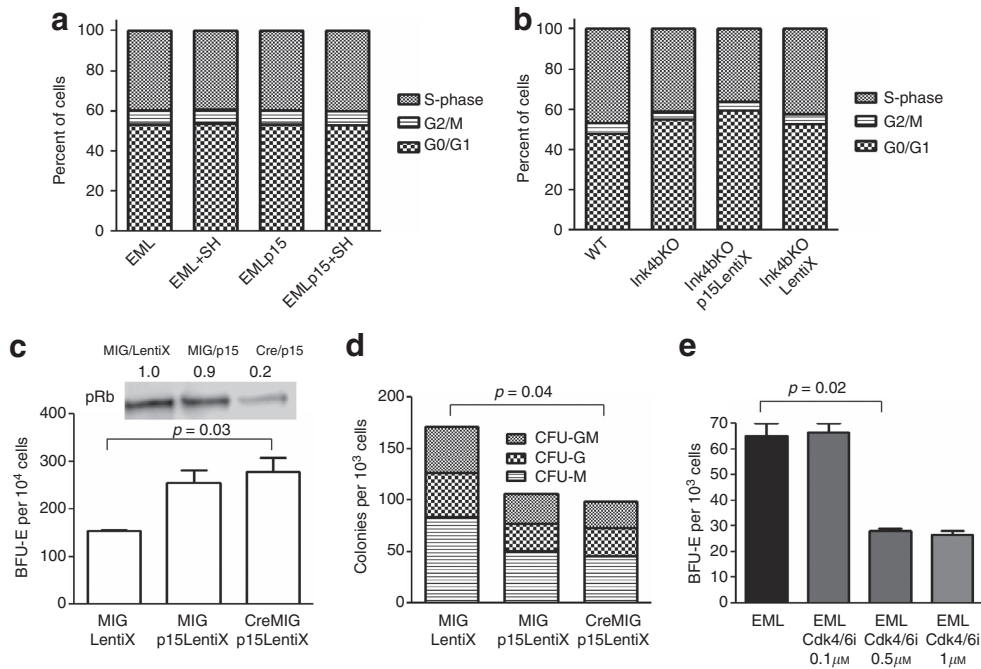 a
100
80
60
40
20
0
Percent of cells
S-phase
G2/M
G0/G1
EML
EML+SH
EMLp15
EMLp15+SH
b
100
80
60
40
20
0
Percent of cells
S-phase
G2/M
G0/G1
WT
Ink4bKO
Ink4bKO
p15LentiX
Ink4bKO
LentiX
c
MIG/LentiX MIG/p15 Cre/p15
1.0 0.9 0.2
pRb
p = 0.03
400
300
200
100
0
BFU-E per 10⁴ cells
MIG
LentiX
MIG
p15LentiX
CreMIG
p15LentiX
d
p = 0.04
200
150
100
50
0
Colonies per 10³ cells
CFU-GM
CFU-G
CFU-M
MIG
LentiX
MIG
p15LentiX
CreMIG
p15LentiX
e
p = 0.02
70
60
50
40
30
20
10
0
BFU-E per 10³ cells
EML
EML
Cdk4/6i
0.1μM
EML
Cdk4/6i
0.5μM
EML
Cdk4/6i
1μM